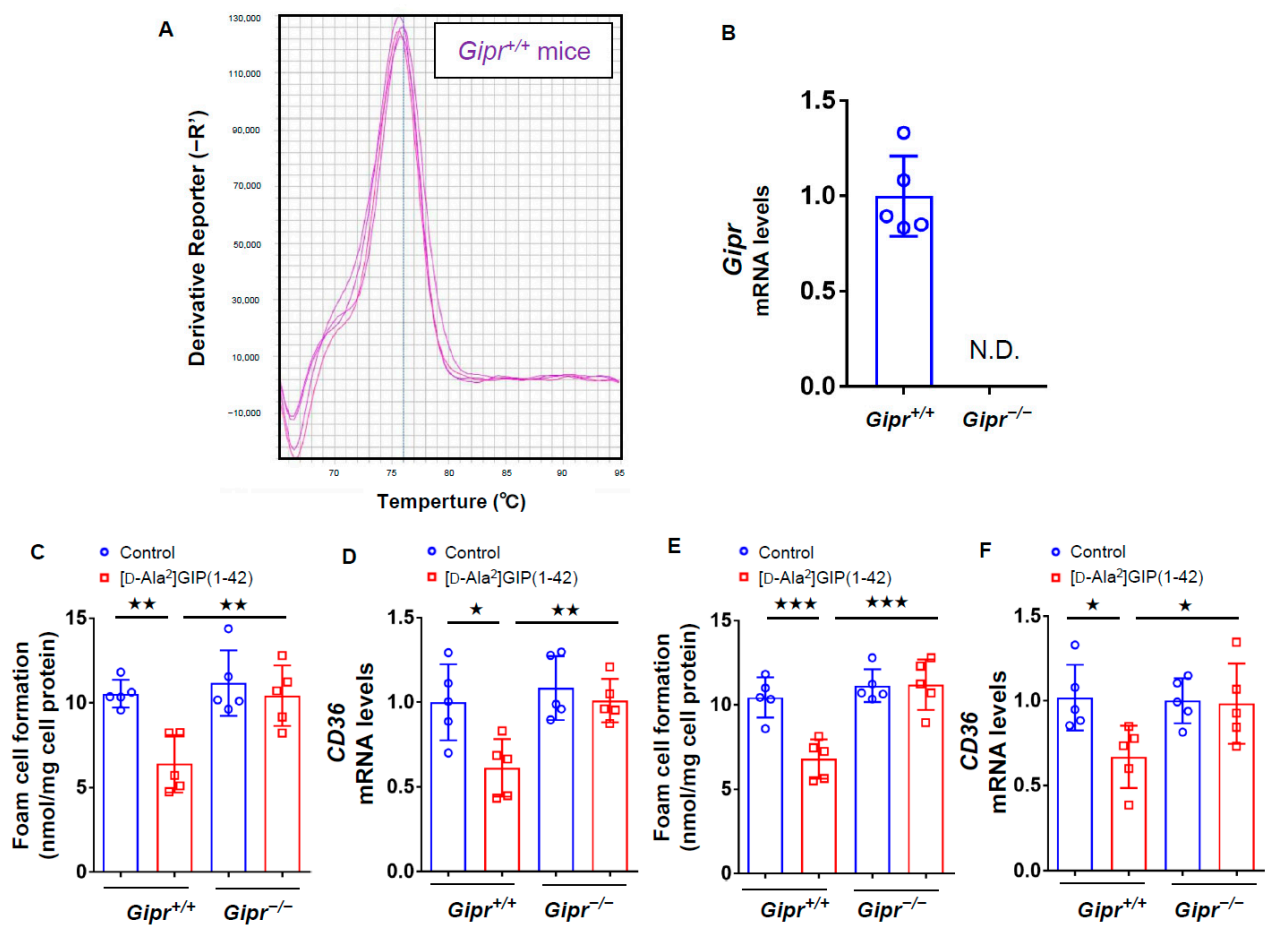 A
Gipr+/+ mice
Derivative Reporter (−R')
130,000
110,000
90,000
70,000
50,000
30,000
10,000
−10,000
70
75
80
85
90
95
Temperture (°C)
B
Gipr
mRNA levels
1.5
1.0
0.5
0.0
N.D.
Gipr+/+
Gipr−/−
C
Control
[D-Ala2]GIP(1-42)
★★
★★
Foam cell formation
(nmol/mg cell protein)
15
10
5
0
Gipr+/+
Gipr−/−
D
Control
[D-Ala2]GIP(1-42)
★
★★
CD36
mRNA levels
1.5
1.0
0.5
0.0
Gipr+/+
Gipr−/−
E
Control
[D-Ala2]GIP(1-42)
★★★
★★★
Foam cell formation
(nmol/mg cell protein)
15
10
5
0
Gipr+/+
Gipr−/−
F
Control
[D-Ala2]GIP(1-42)
★
★
CD36
mRNA levels
1.5
1.0
0.5
0.0
Gipr+/+
Gipr−/−